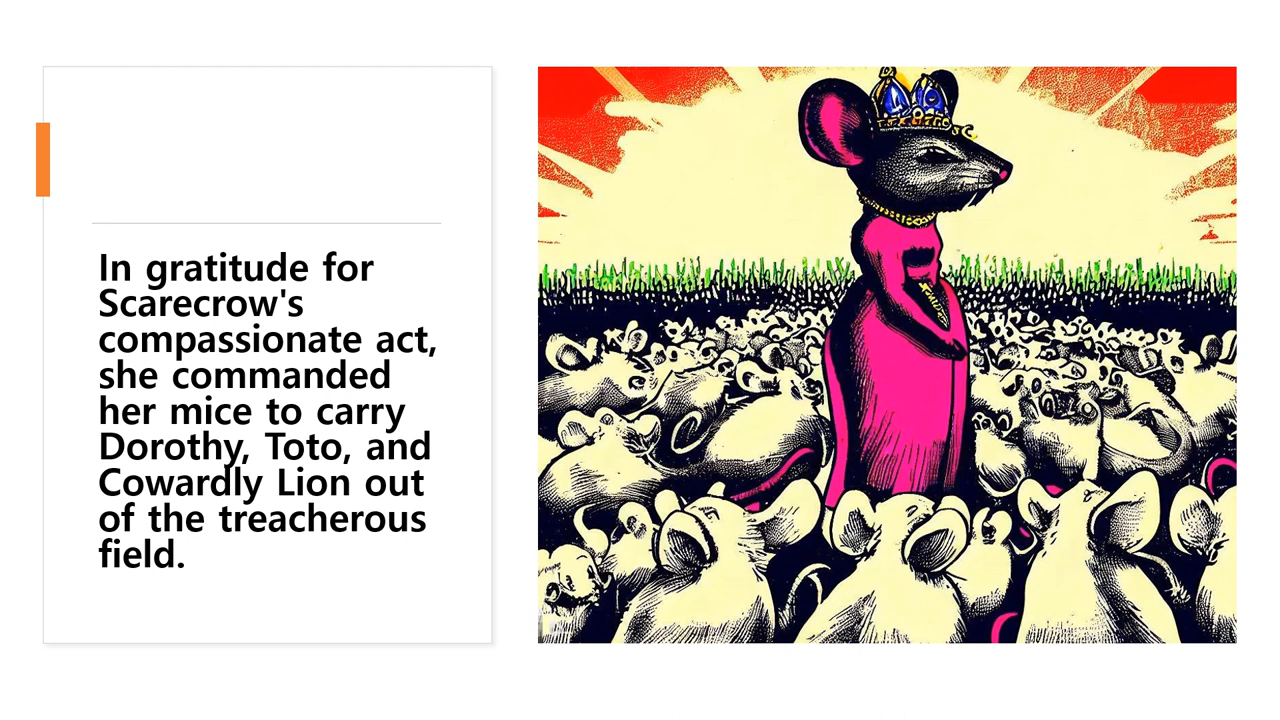 In gratitude for
Scarecrow's
compassionate act,
she commanded
her mice to carry
Dorothy, Toto, and
Cowardly Lion out
of the treacherous
field.